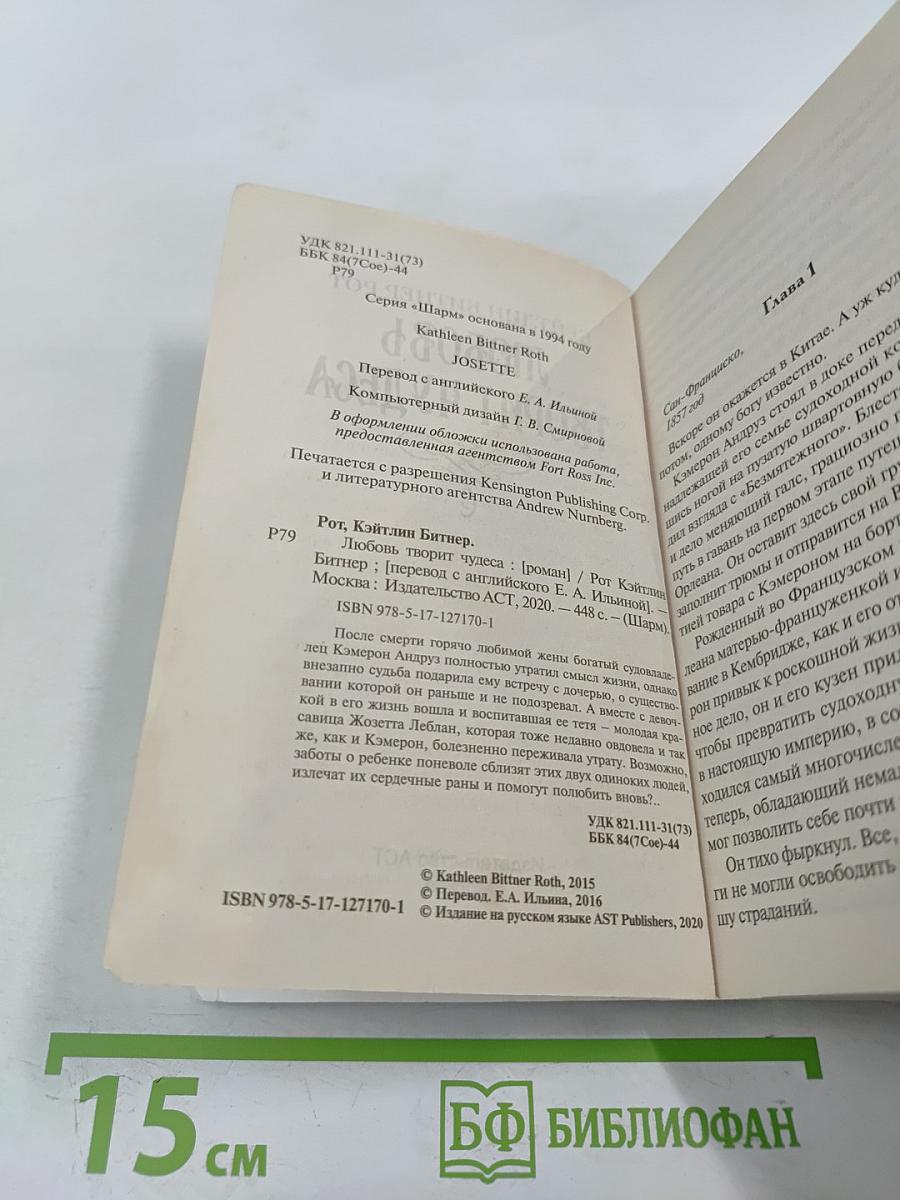 УДК 821.111-31(73)
ББК 84(7Сое)-44
Р79
Серия «Шарм» основана в 1994 году
Kathleen Bittner Roth
JOSETTE
Перевод с английского Е. А. Ильиной
Компьютерный дизайн Г. В. Смирновой
В оформлении обложки использована работа,
предоставленная агентством Fort Ross Inc.
Печатается с разрешения Kensington Publishing Corp.
и литературного агентства Andrew Nurnberg.
Рот, Кэйтлин Битнер.
Р79 Любовь творит чудеса : [роман] / Рот Кэйтлин
Битнер ; [перевод с английского Е. А. Ильиной]. —
Москва : Издательство АСТ, 2020. — 448 с. — (Шарм).
ISBN 978-5-17-127170-1
После смерти горячо любимой жены богатый судовладе-
лец Кэмерон Андруз полностью утратил смысл жизни, однако
внезапно судьба подарила ему встречу с дочерью, о существо-
вании которой он раньше и не подозревал. А вместе с девоч-
кой в его жизнь вошла и воспитавшая ее тетя — молодая кра-
савица Жозетта Леблан, которая тоже недавно овдовела и так
же, как и Кэмерон, болезненно переживала утрату. Возможно,
заботы о ребенке поневоле сблизят этих двух одиноких людей,
излечат их сердечные раны и помогут полюбить вновь?..
УДК 821.111-31(73)
ББК 84(7Сое)-44
© Kathleen Bittner Roth, 2015
© Перевод. Е.А. Ильина, 2016
ISBN 978-5-17-127170-1 © Издание на русском языке AST Publishers, 2020
Глава 1
Сан-Франциско,
1857 год
Вскоре он окажется в Китае. А уж
потом, одному богу известно.
Кэмерон Андруз стоял в доке
надлежащей его семье судоходной
шись ногой на пузатую швартовную
дил взгляда с «Безмятежного».
и дело меняющий галс, грациозно
путь в гавань на первом этапе
Орлеана. Он оставит здесь свой
заполнит трюмы и отправится на
тией товара с Кэмероном на
Рожденный во Французском
леана матерью-француженкой и
вание в Кембридже, как и его
рон привык к роскошной
ное дело, он и его кузен
чтобы превратить
в настоящую империю, в
ходился самый
теперь, обладающий
мог позволить себе почти
Он тихо фыркнул. Все,
ги не могли освободить
шу страданий.
15 см
БФ БИБЛИОФАН